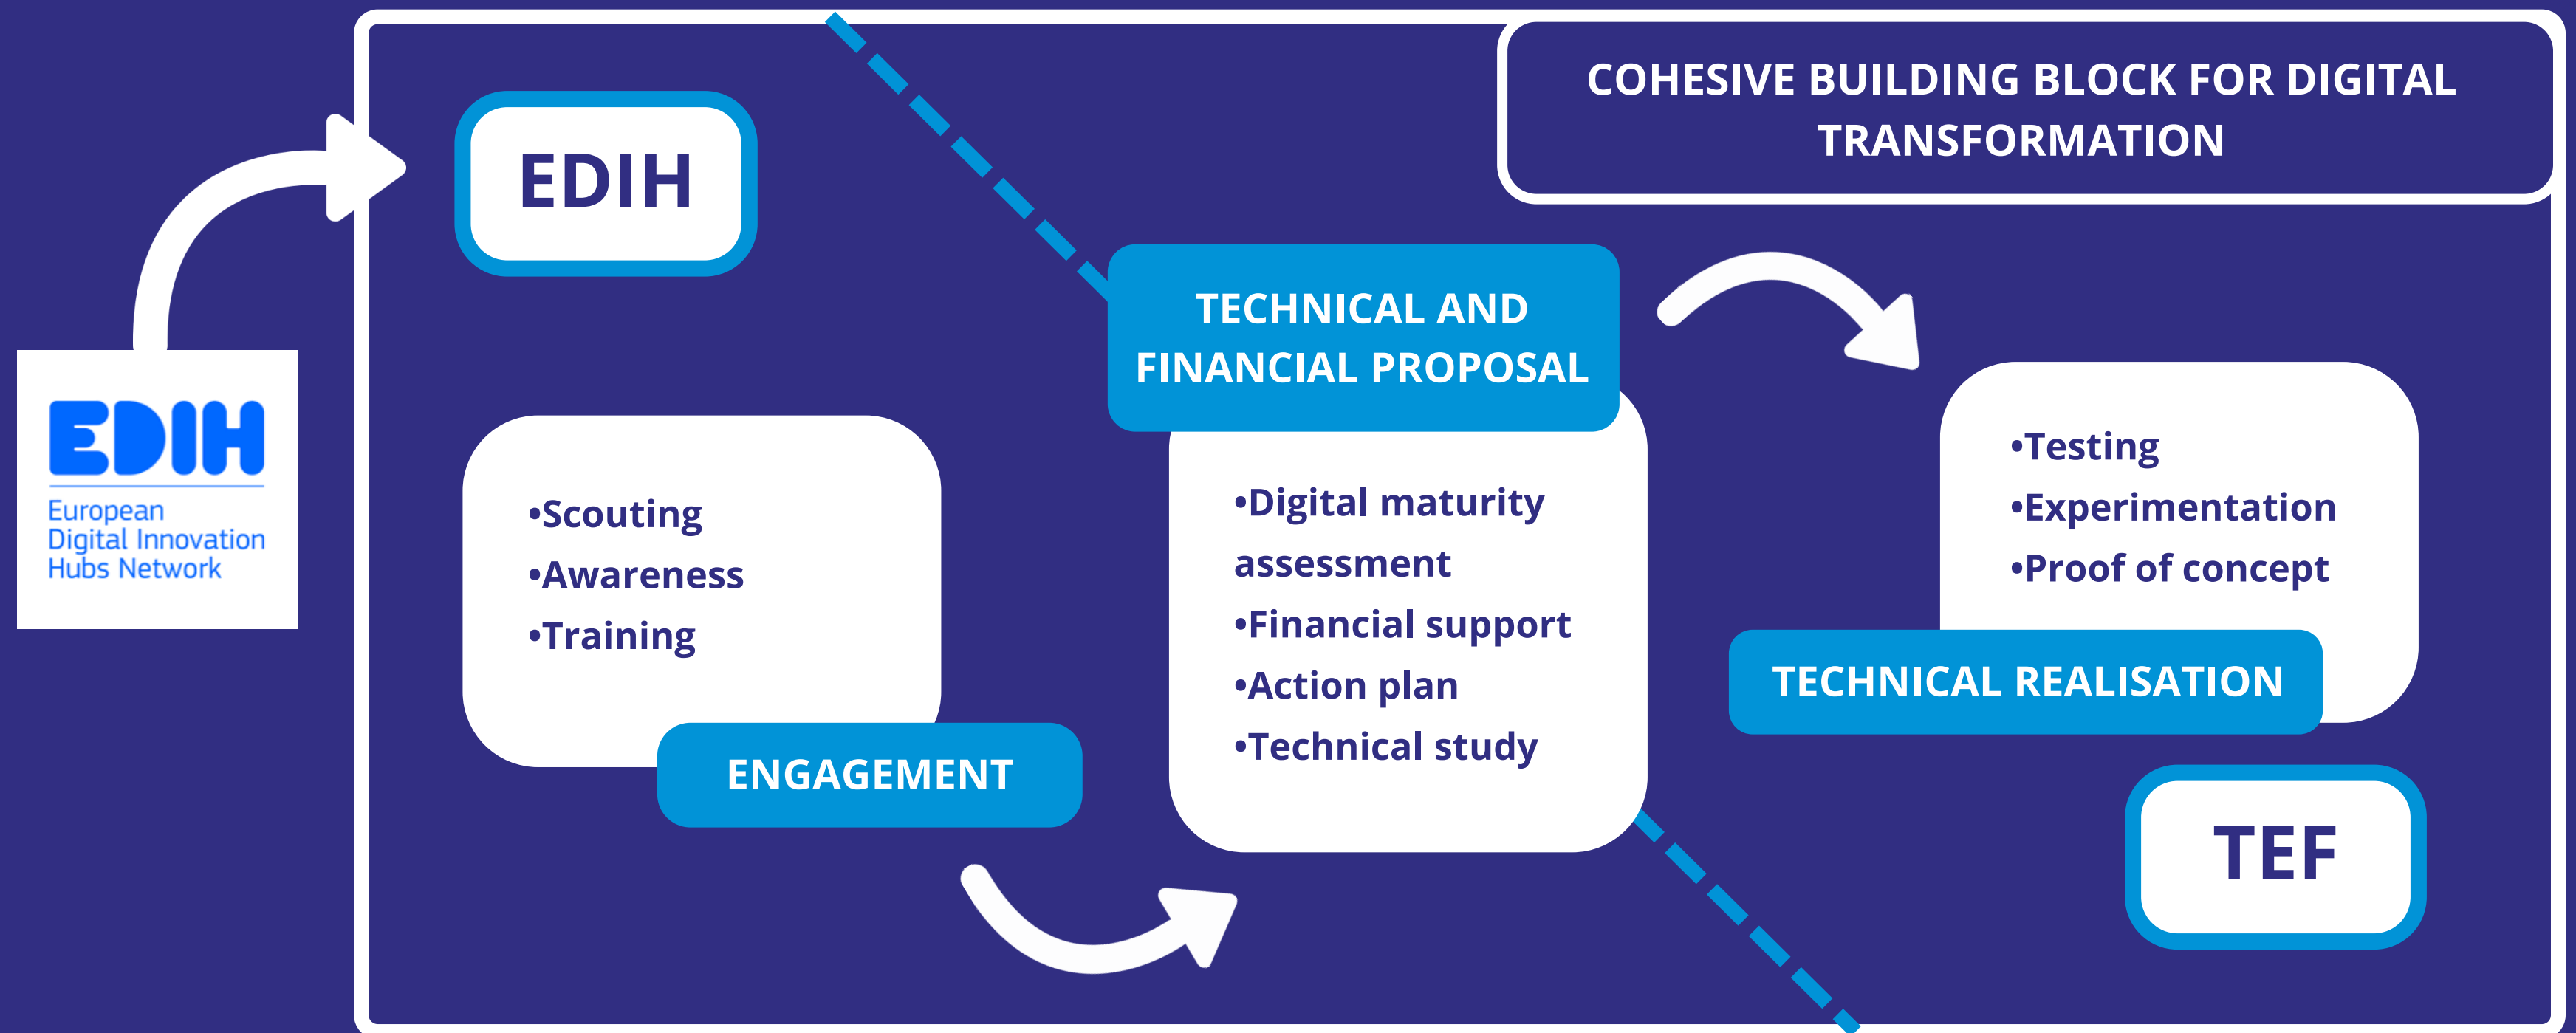 COHESIVE BUILDING BLOCK FOR DIGITAL
TRANSFORMATION
EDIH
EDIH
European
Digital Innovation
Hubs Network
•Scouting
•Awareness
•Training
ENGAGEMENT
TECHNICAL AND
FINANCIAL PROPOSAL
•Digital maturity
assessment
•Financial support
•Action plan
•Technical study
•Testing
•Experimentation
•Proof of concept
TECHNICAL REALISATION
TEF